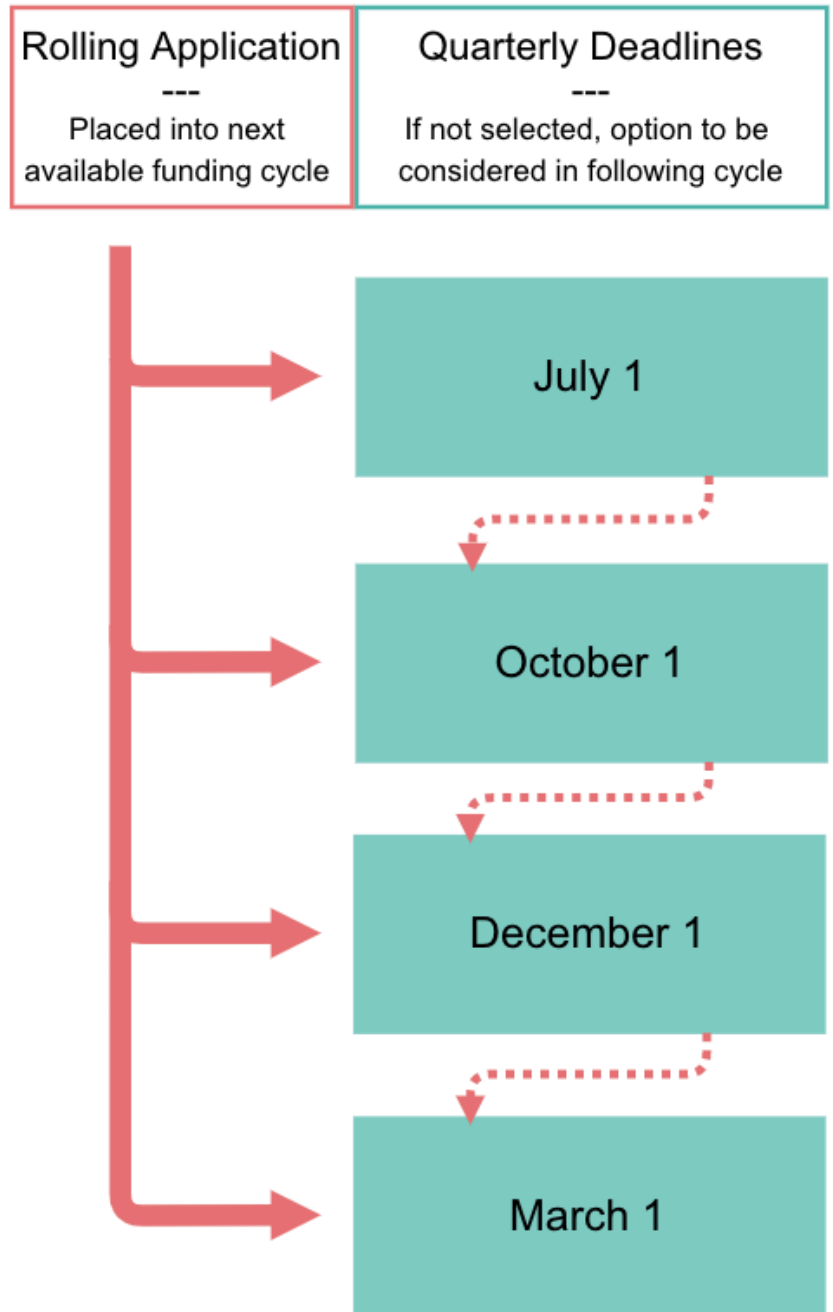 Rolling Application
---
Placed into next
available funding cycle
Quarterly Deadlines
---
If not selected, option to be
considered in following cycle
July 1
October 1
December 1
March 1